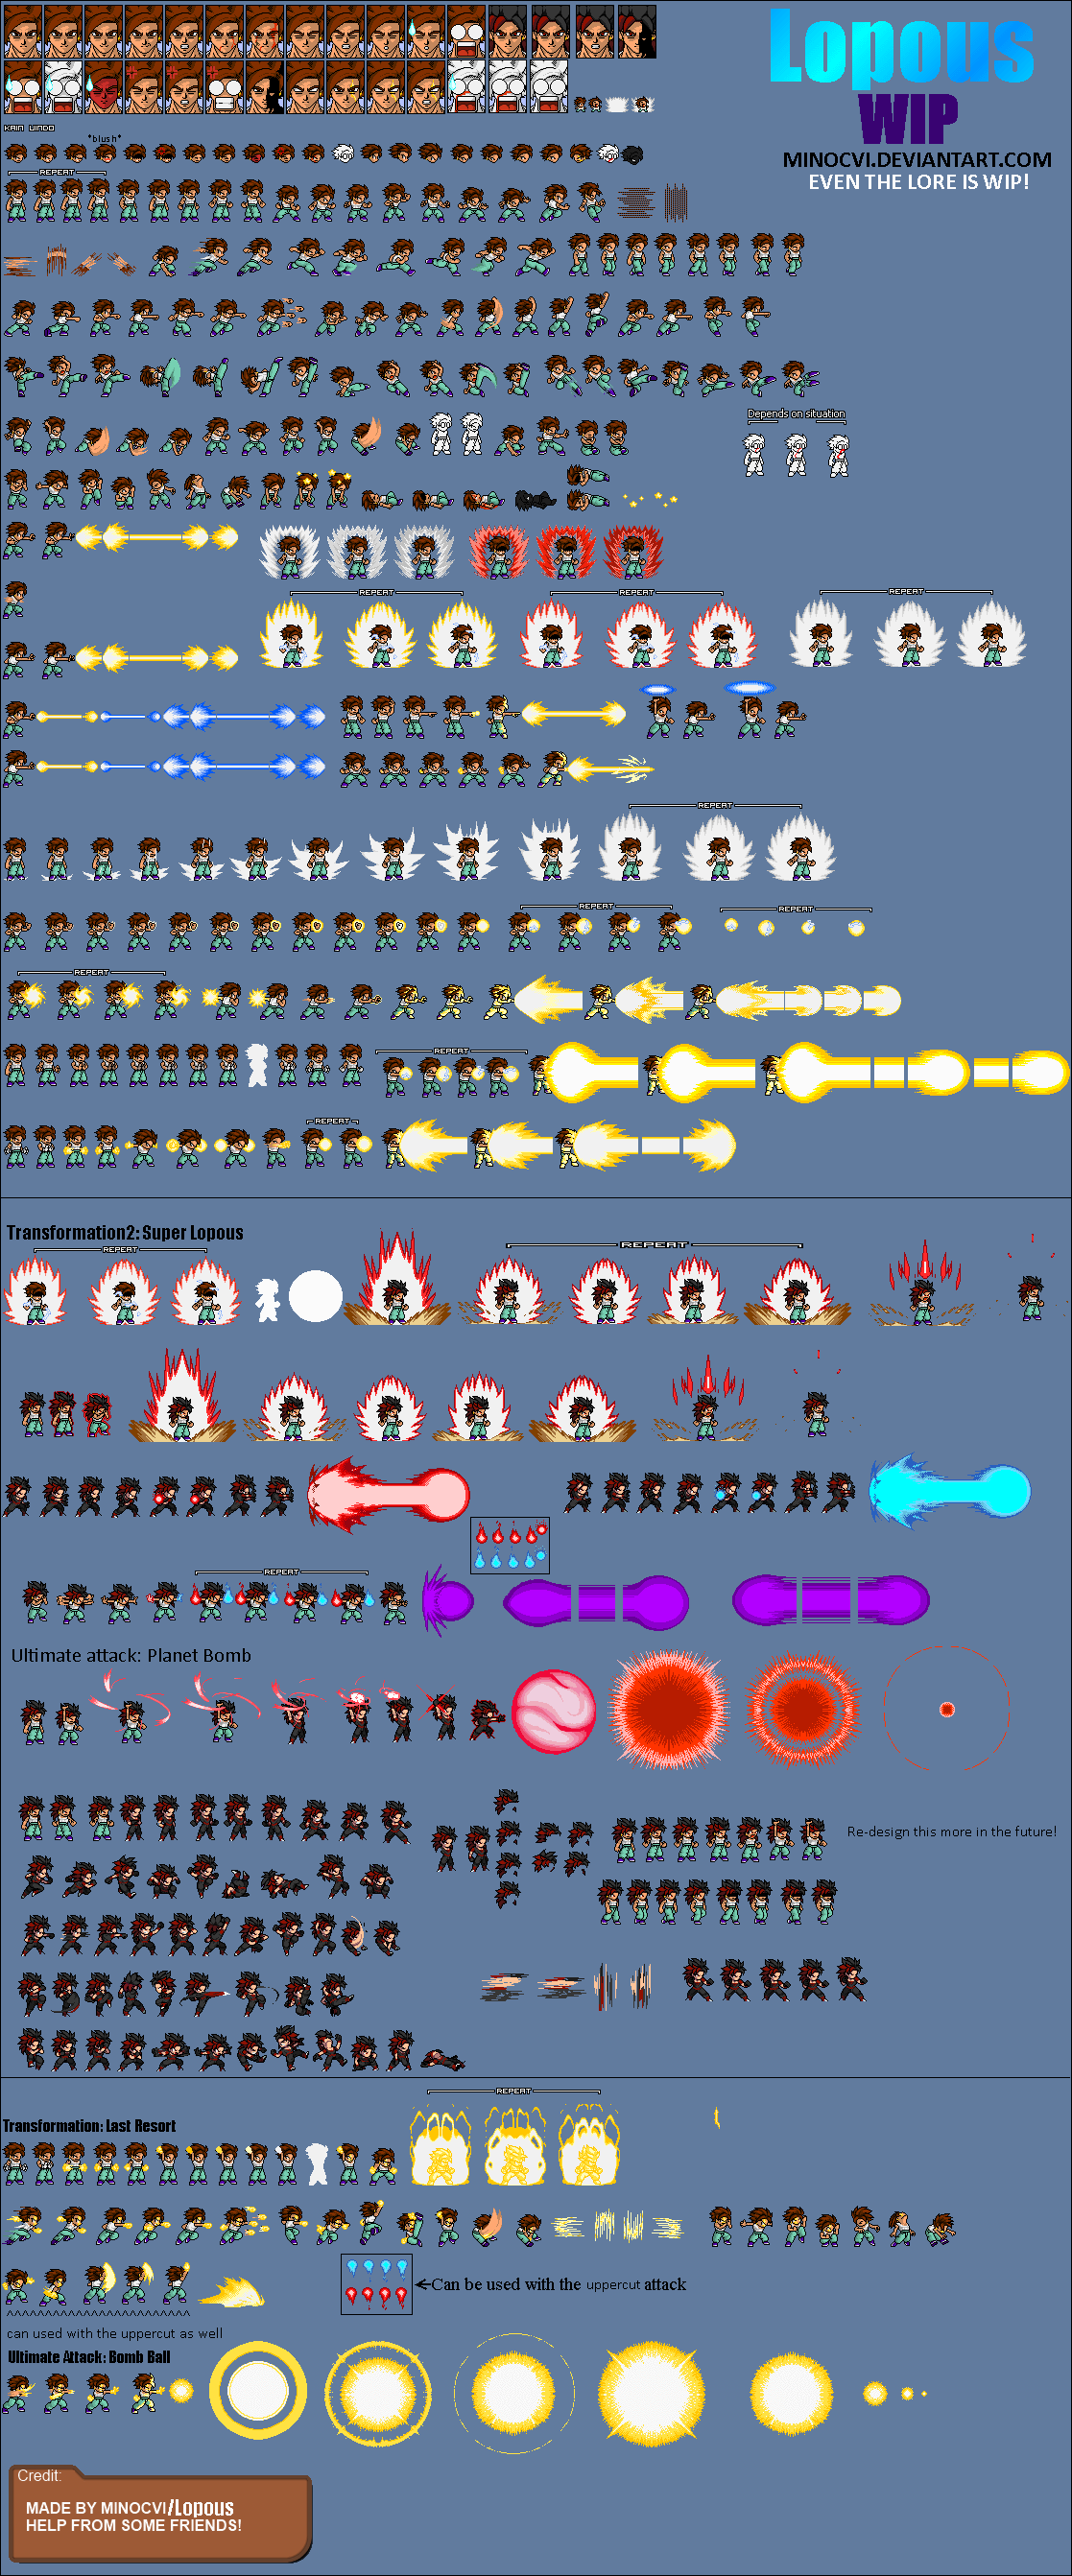 Lopous
WIP
MINOCVI.DEVIANTART.COM
EVEN THE LORE IS WIP!
KAIN WINDO
*blush*
REPEAT
Depends on situation
REPEAT
REPEAT
REPEAT
REPEAT
REPEAT
REPEAT
REPEAT
REPEAT
REPEAT
Transformation2: Super Lopous
REPEAT
REPEAT
REPEAT
Ultimate attack: Planet Bomb
Re-design this more in the future!
REPEAT
Transformation: Last Resort
←Can be used with the uppercut attack
^^^^^^^^^^^^^^^^^^^^^^^
can used with the uppercut as well
Ultimate Attack: Bomb Ball
Credit:
MADE BY MINOCVI/Lopous
HELP FROM SOME FRIENDS!